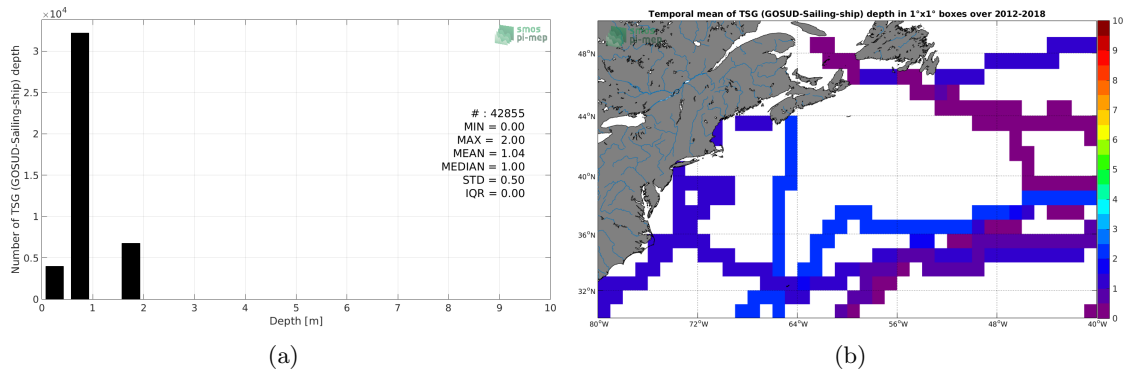 ×10⁴
3
2.5
2
1.5
1
0.5
0
Number of TSG (GOSUD-Sailing-ship) depth
smos
pi-mep
# : 42855
MIN = 0.00
MAX = 2.00
MEAN = 1.04
MEDIAN = 1.00
STD = 0.50
IQR = 0.00
0 1 2 3 4 5 6 7 8 9 10
Depth [m]
(a)
Temporal mean of TSG (GOSUD-Sailing-ship) depth in 1°x1° boxes over 2012-2018
smos
pi-mep
48°N
44°N
40°N
36°N
32°N
80°W 72°W 64°W 56°W 48°W 40°W
10
9
8
7
6
5
4
3
2
1
0
(b)